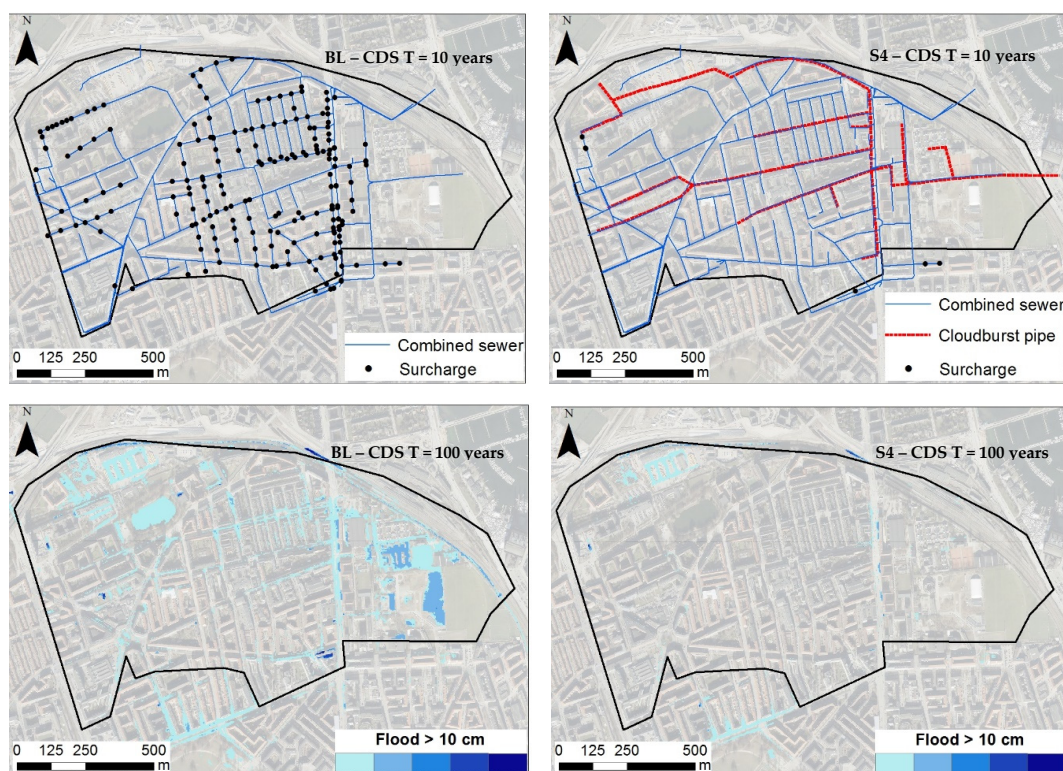 N
BL – CDS T = 10 years
Combined sewer
Surcharge
0 125 250 500
m
N
S4 – CDS T = 10 years
Combined sewer
Cloudburst pipe
Surcharge
0 125 250 500
m
N
BL – CDS T = 100 years
Flood > 10 cm
0 125 250 500
m
N
S4 – CDS T = 100 years
Flood > 10 cm
0 125 250 500
m